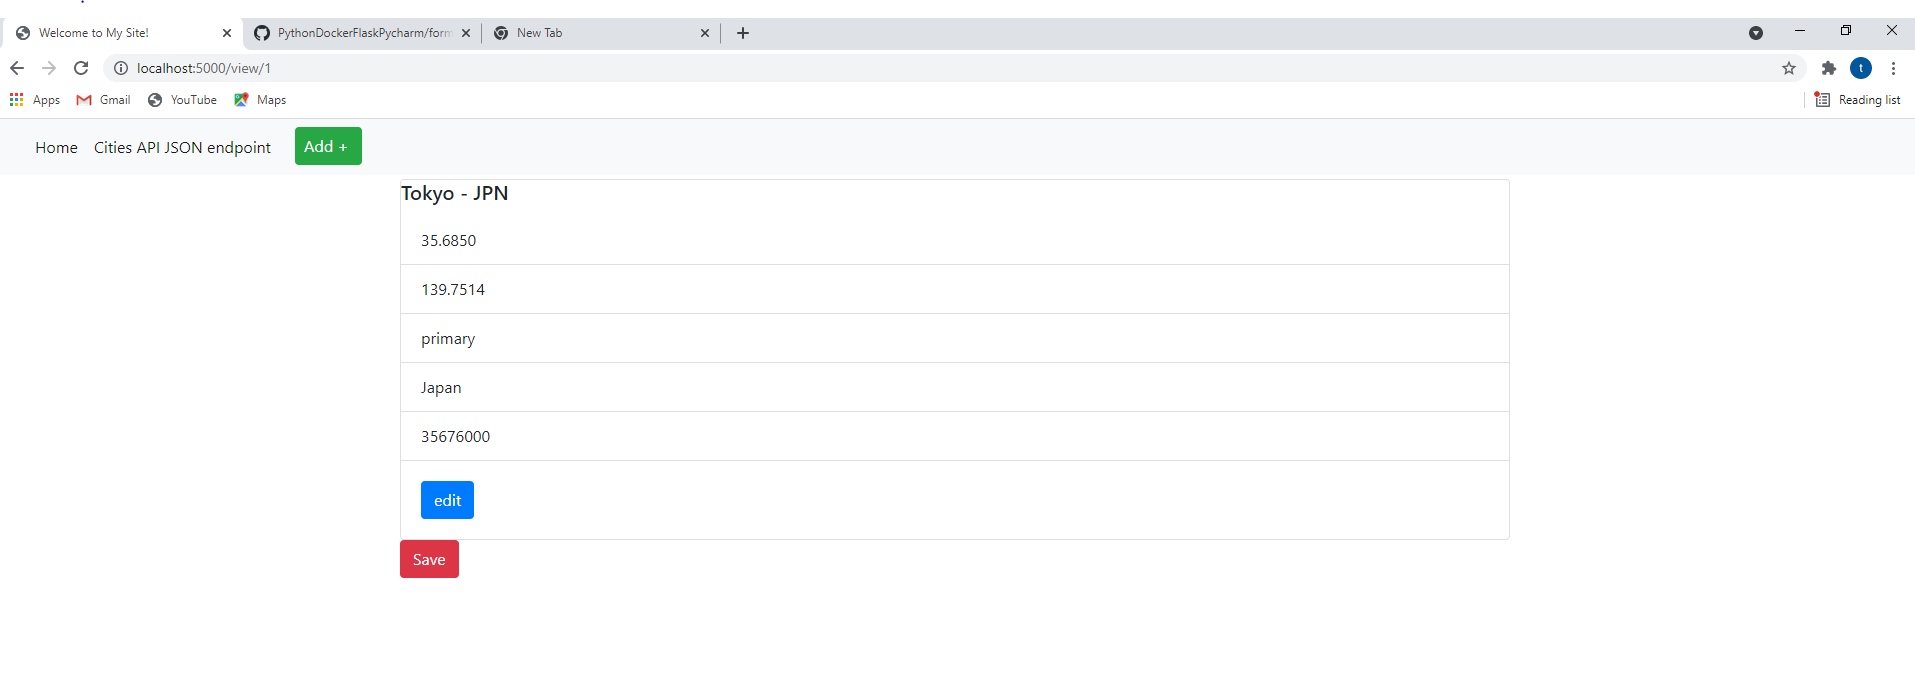 Welcome to My Site!
PythonDockerFlaskPycharm/form
New Tab
localhost:5000/view/1
t
Apps Gmail YouTube Maps Reading list
Home Cities API JSON endpoint Add +
Tokyo - JPN
35.6850
139.7514
primary
Japan
35676000
edit
Save